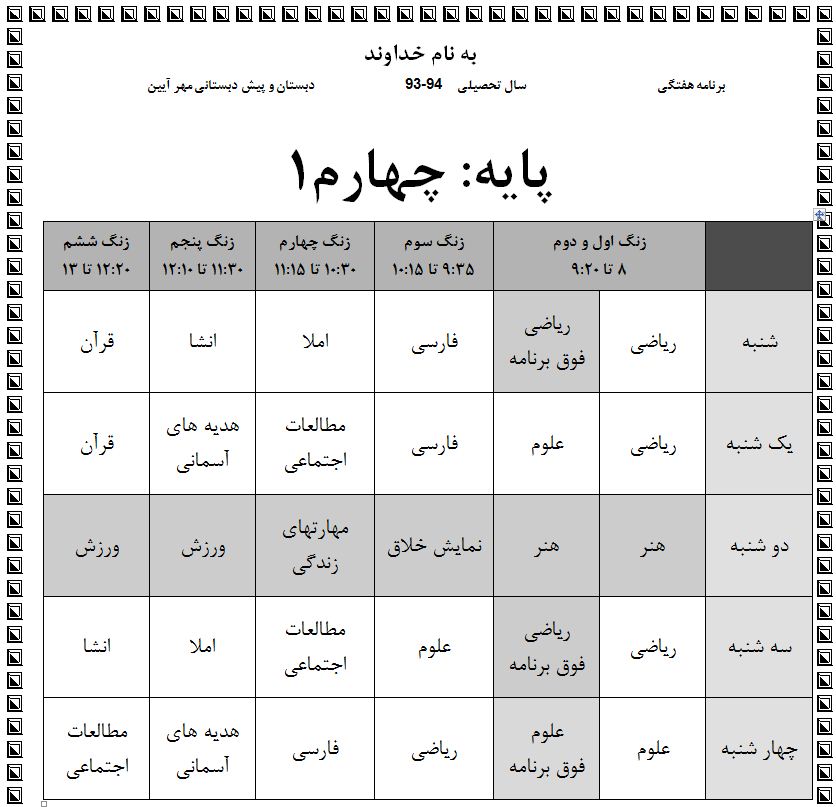 به نام خداوند
برنامه هفتگی سال تحصیلی 93-94 دبستان و پیش دبستانی مهر آیین
پایه: چهارم۱
زنگ اول و دوم زنگ سوم زنگ چهارم زنگ پنجم زنگ ششم
۸ تا ۹:۲۰ ۹:۳۵ تا ۱۰:۱۵ ۱۰:۳۰ تا ۱۱:۱۵ ۱۱:۳۰ تا ۱۲:۱۰ ۱۲:۲۰ تا ۱۳
شنبه ریاضی ریاضی فوق برنامه فارسی املا انشا قرآن
یک شنبه ریاضی علوم فارسی مطالعات اجتماعی هدیه های آسمانی قرآن
دو شنبه هنر هنر نمایش خلاق مهارتهای زندگی ورزش ورزش
سه شنبه ریاضی ریاضی فوق برنامه علوم مطالعات اجتماعی املا انشا
چهار شنبه علوم علوم فوق برنامه ریاضی فارسی هدیه های آسمانی مطالعات اجتماعی